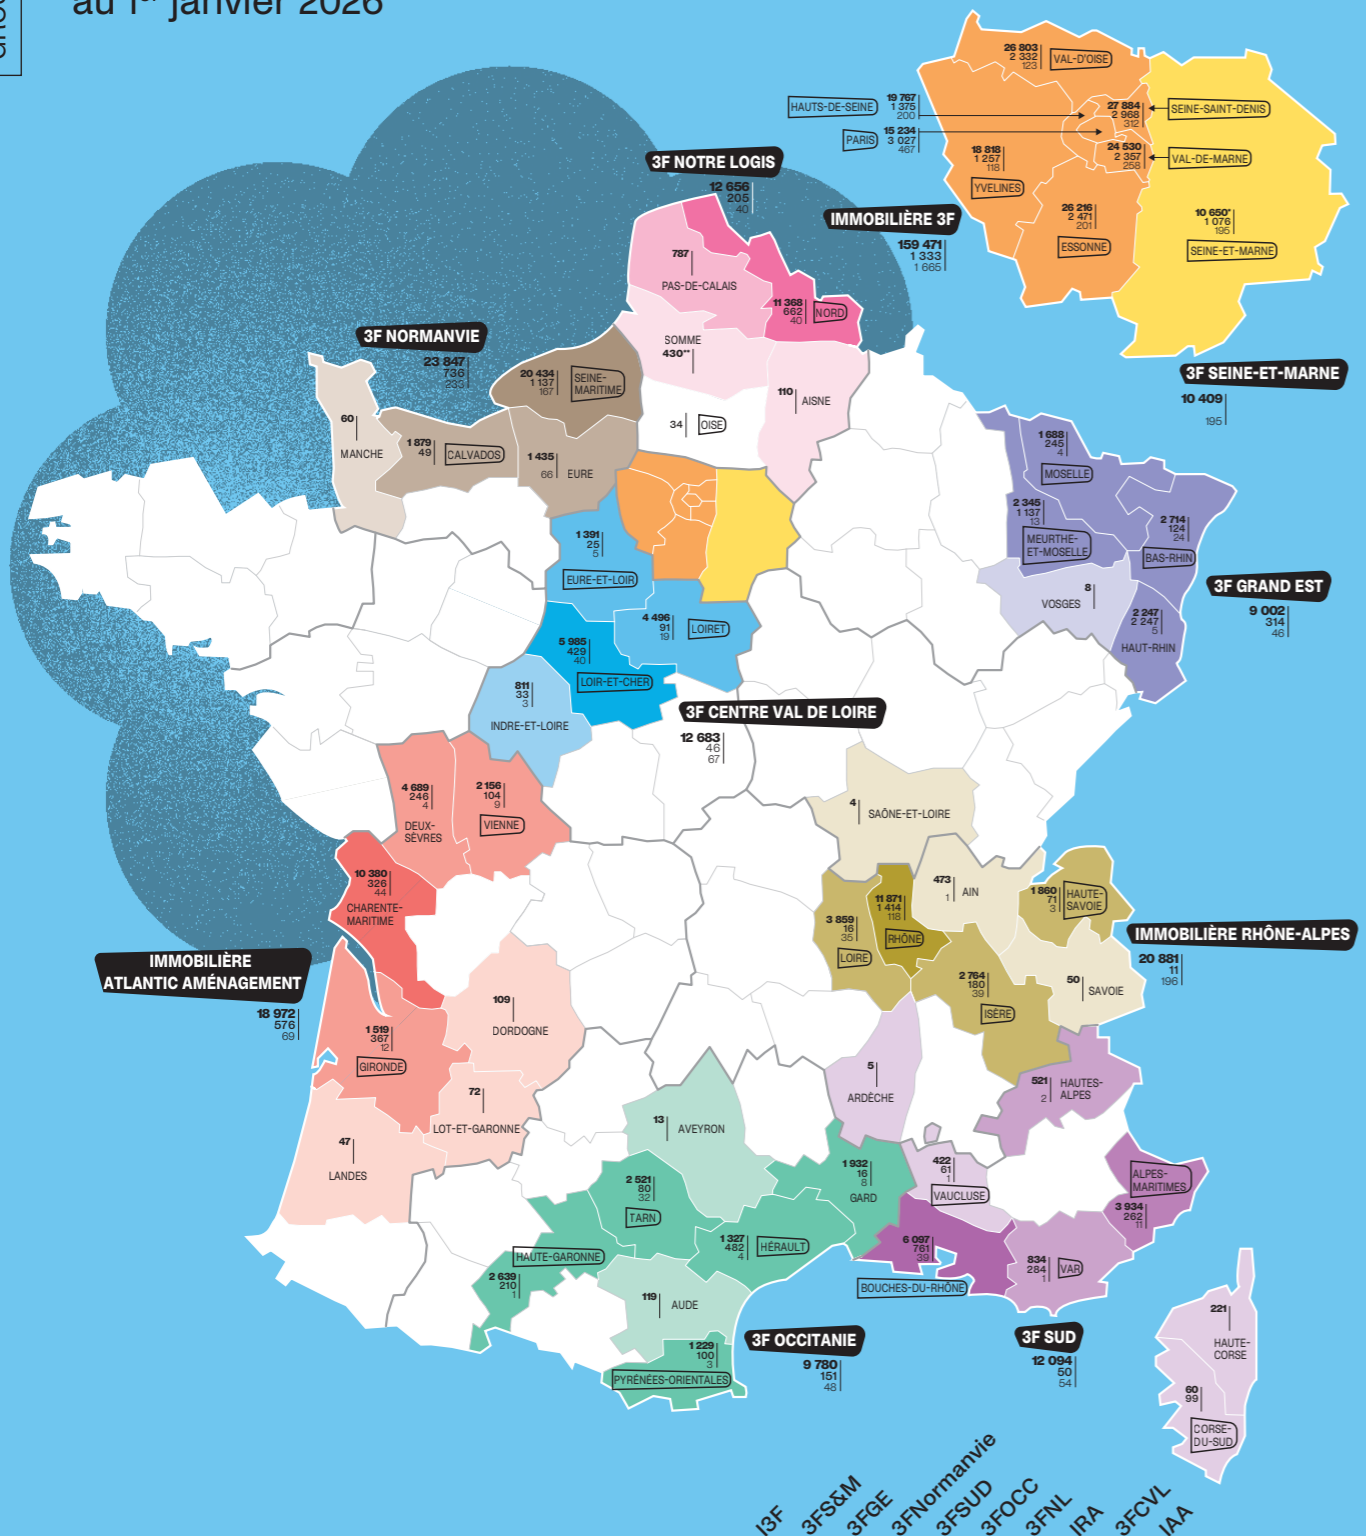 au 1er janvier 2026
26 803
2 332
123
VAL-D'OISE
HAUTS-DE-SEINE
19 767
1 375
200
PARIS
15 234
3 027
467
27 884
2 968
312
SEINE-SAINT-DENIS
24 530
2 357
258
VAL-DE-MARNE
18 818
1 257
118
YVELINES
26 216
2 471
201
ESSONNE
10 650*
1 076
195
SEINE-ET-MARNE
3F NOTRE LOGIS
12 656
205
40
IMMOBILIÈRE 3F
159 471
1 333
1 665
3F SEINE-ET-MARNE
10 409
195
787
PAS-DE-CALAIS
11 368
662
40
NORD
SOMME
430**
110
AISNE
34
OISE
3F NORMANVIE
23 847
736
233
20 434
1 137
167
SEINE-
MARITIME
60
MANCHE
1 879
49
CALVADOS
1 435
66
EURE
1 688
245
4
MOSELLE
2 345
1 137
13
MEURTHE-
ET-MOSELLE
2 714
124
24
BAS-RHIN
8
VOSGES
2 247
2 247
5
HAUT-RHIN
3F GRAND EST
9 002
314
46
1 391
25
5
EURE-ET-LOIR
4 496
91
19
LOIRET
5 985
429
40
LOIR-ET-CHER
811
33
3
INDRE-ET-LOIRE
3F CENTRE VAL DE LOIRE
12 683
46
67
4 689
246
4
DEUX-
SÈVRES
2 156
104
9
VIENNE
10 380
326
44
CHARENTE-
MARITIME
IMMOBILIÈRE
ATLANTIC AMÉNAGEMENT
18 972
576
69
109
DORDOGNE
1 519
367
12
GIRONDE
72
LOT-ET-GARONNE
47
LANDES
4
SAÔNE-ET-LOIRE
473
1
AIN
1 860
71
3
HAUTE-
SAVOIE
11 871
1 414
118
RHÔNE
3 859
16
35
LOIRE
2 764
180
39
ISÈRE
50
SAVOIE
IMMOBILIÈRE RHÔNE-ALPES
20 881
11
196
5
ARDÈCHE
521
2
HAUTES-
ALPES
13
AVEYRON
1 932
16
8
GARD
422
61
1
VAUCLUSE
ALPES-
MARITIMES
3 934
262
11
2 521
80
32
TARN
1 327
482
4
HÉRAULT
HAUTE-GARONNE
2 639
210
1
6 097
761
39
BOUCHES-DU-RHÔNE
834
284
1
VAR
119
AUDE
1 229
100
3
PYRÉNÉES-ORIENTALES
3F OCCITANIE
9 780
151
48
3F SUD
12 094
50
54
221
HAUTE-
CORSE
60
99
CORSE-
DU-SUD
I3F
3FS&M
3FGE
3FNormanvie
3FSUD
3FOCC
3FNL
IRA
3FCVL
IAA